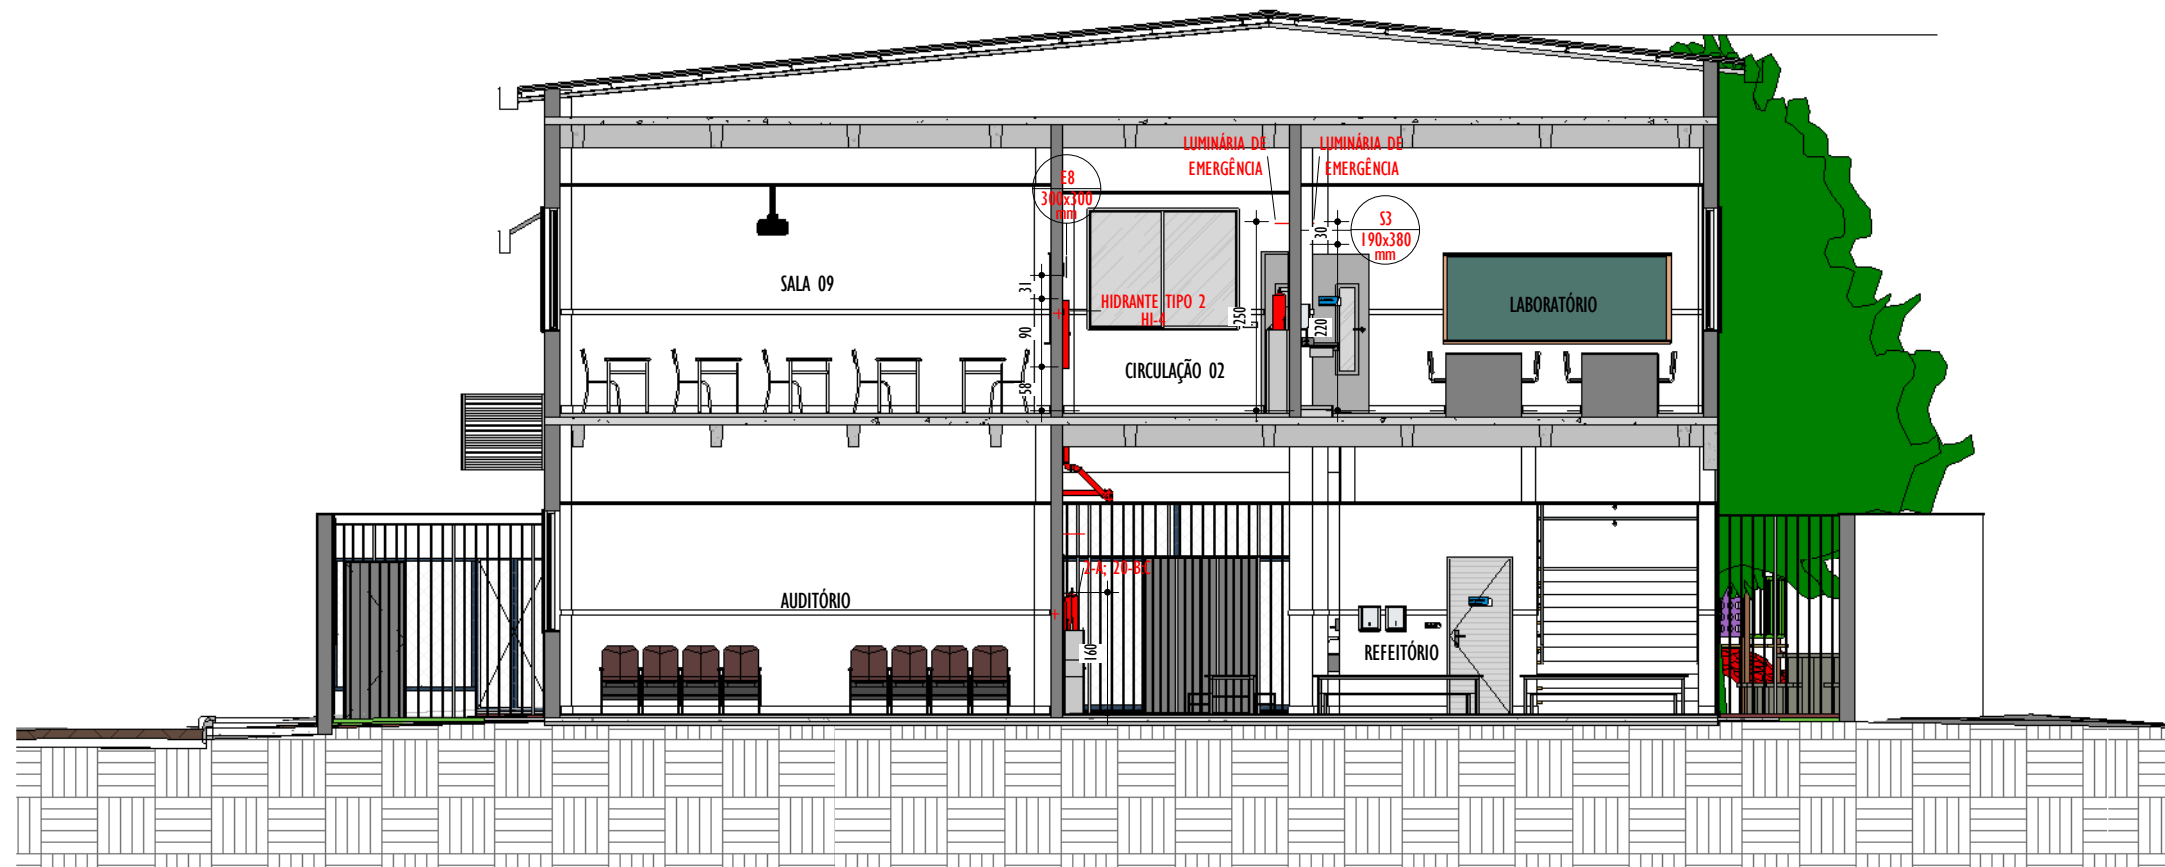 LUMINÁRIA DE
EMERGÊNCIA
LUMINÁRIA DE
EMERGÊNCIA
E8
300x300
mm
S3
190x380
mm
30
SALA 09
31
HIDRANTE TIPO 2
HI-4
250
220
90
LABORATÓRIO
CIRCULAÇÃO 02
58
2-A; 20-B:C
AUDITÓRIO
160
REFEITÓRIO